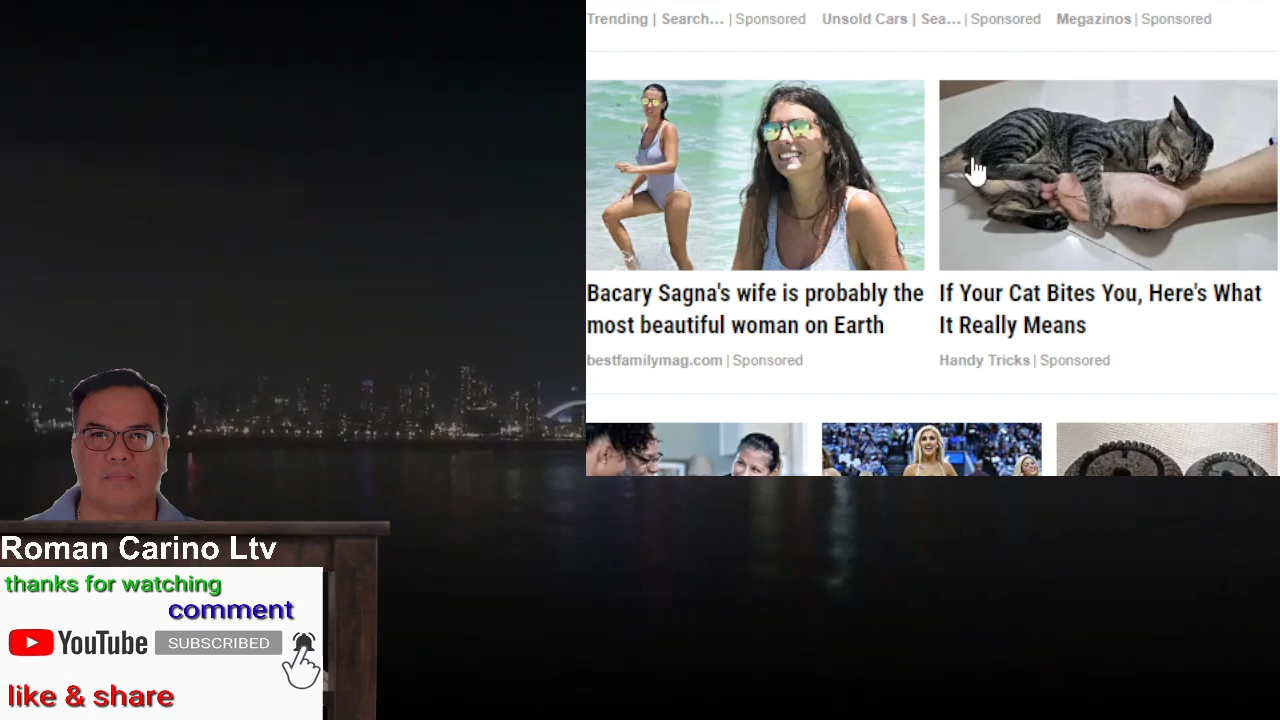 Trending | Search... | Sponsored
Unsold Cars | Sea... | Sponsored
Megazinos | Sponsored
Bacary Sagna's wife is probably the
most beautiful woman on Earth
bestfamilymag.com | Sponsored
If Your Cat Bites You, Here's What
It Really Means
Handy Tricks | Sponsored
Roman Carino Ltv
thanks for watching
comment
YouTube SUBSCRIBED
like & share